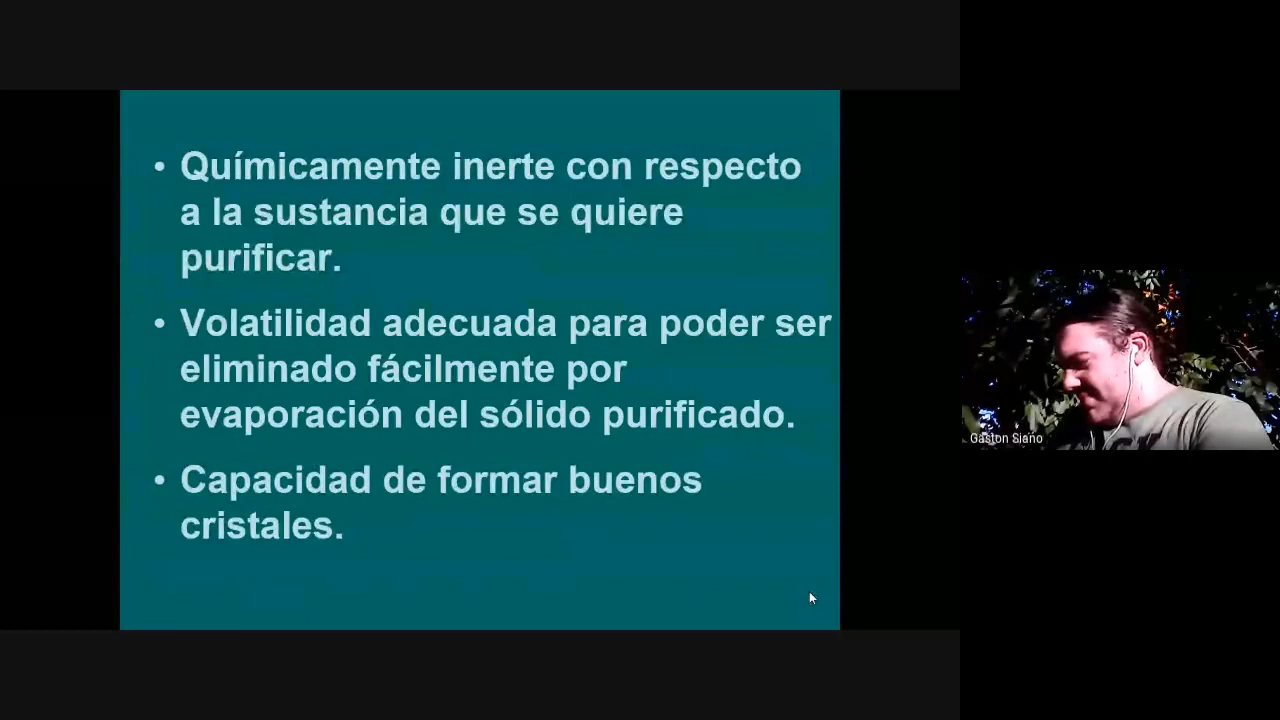 • Químicamente inerte con respecto
a la sustancia que se quiere
purificar.
• Volatilidad adecuada para poder ser
eliminado fácilmente por
evaporación del sólido purificado.
• Capacidad de formar buenos
cristales.
Gaston Siano